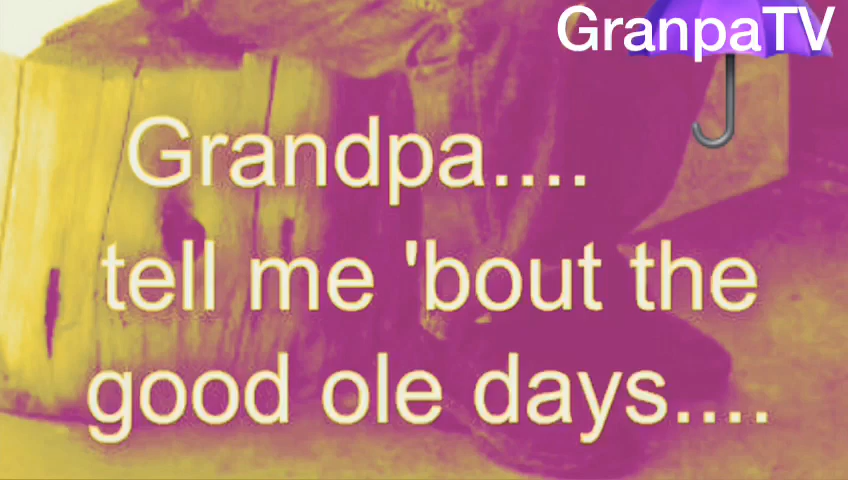 GranpaTV
Grandpa....
tell me 'bout the
good ole days....